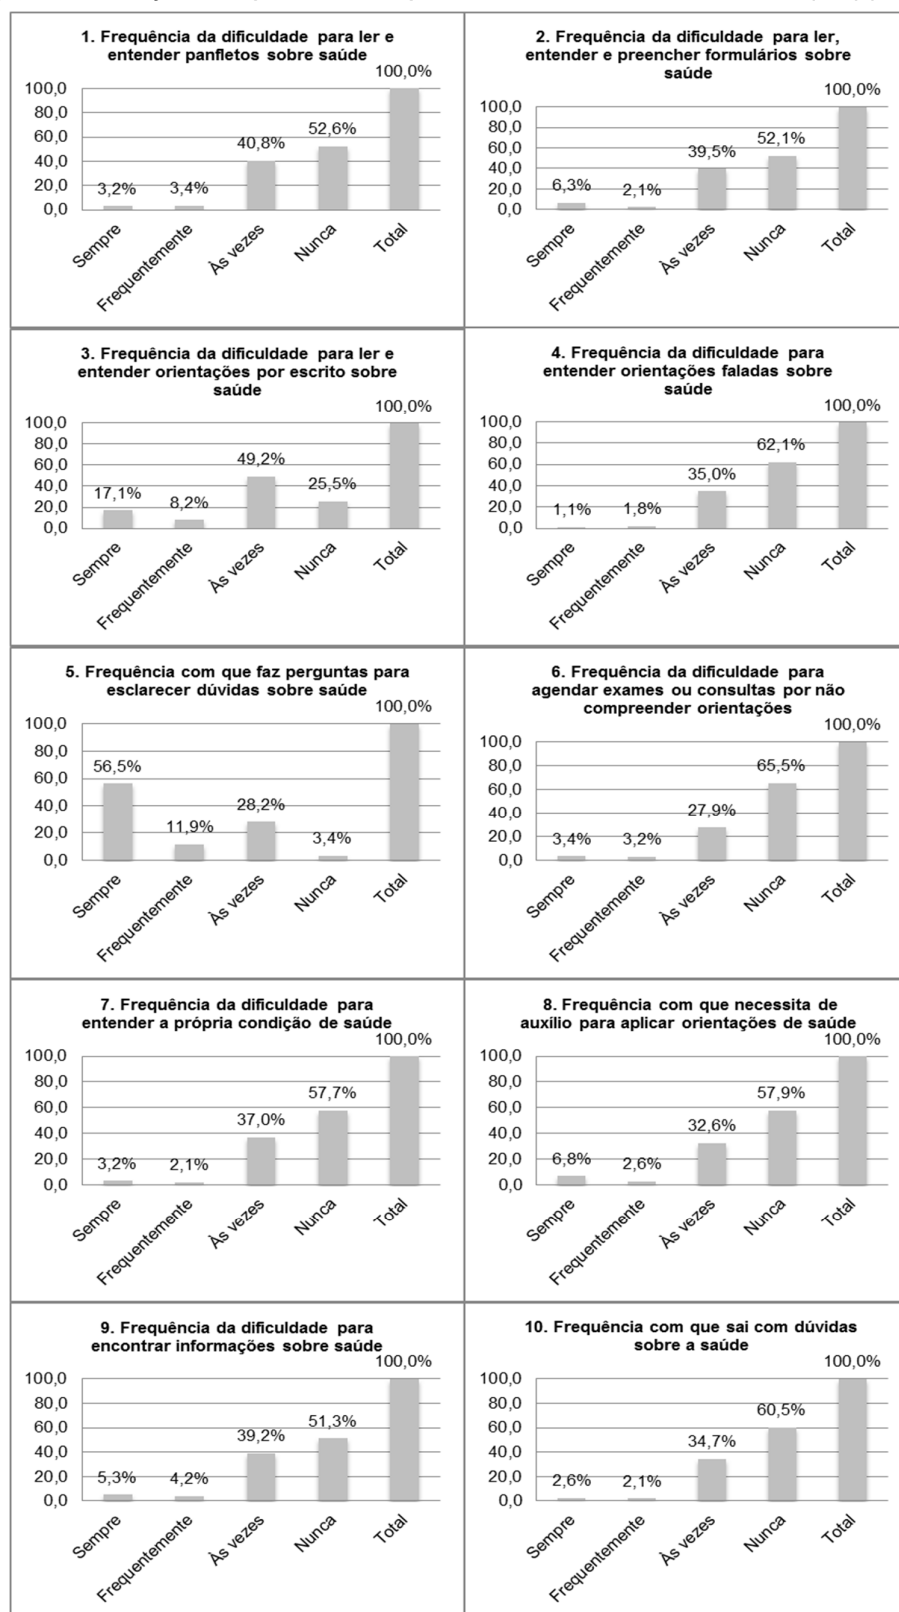 1. Frequência da dificuldade para ler e
entender panfletos sobre saúde
100,0%
100,0
80,0
60,0
40,0
20,0
0,0
3,2%
3,4%
40,8%
52,6%
Sempre
Frequentemente
Às vezes
Nunca
Total
2. Frequência da dificuldade para ler,
entender e preencher formulários sobre
saúde
100,0%
100,0
80,0
60,0
40,0
20,0
0,0
6,3%
2,1%
39,5%
52,1%
Sempre
Frequentemente
Às vezes
Nunca
Total
3. Frequência da dificuldade para ler e
entender orientações por escrito sobre
saúde
100,0%
100,0
80,0
60,0
40,0
20,0
0,0
17,1%
8,2%
49,2%
25,5%
Sempre
Frequentemente
Às vezes
Nunca
Total
4. Frequência da dificuldade para
entender orientações faladas sobre
saúde
100,0%
100,0
80,0
60,0
40,0
20,0
0,0
1,1%
1,8%
35,0%
62,1%
Sempre
Frequentemente
Às vezes
Nunca
Total
5. Frequência com que faz perguntas para
esclarecer dúvidas sobre saúde
100,0%
100,0
80,0
60,0
40,0
20,0
0,0
56,5%
11,9%
28,2%
3,4%
Sempre
Frequentemente
Às vezes
Nunca
Total
6. Frequência da dificuldade para
agendar exames ou consultas por não
compreender orientações
100,0%
100,0
80,0
60,0
40,0
20,0
0,0
3,4%
3,2%
27,9%
65,5%
Sempre
Frequentemente
Às vezes
Nunca
Total
7. Frequência da dificuldade para
entender a própria condição de saúde
100,0%
100,0
80,0
60,0
40,0
20,0
0,0
3,2%
2,1%
37,0%
57,7%
Sempre
Frequentemente
Às vezes
Nunca
Total
8. Frequência com que necessita de
auxílio para aplicar orientações de saúde
100,0%
100,0
80,0
60,0
40,0
20,0
0,0
6,8%
2,6%
32,6%
57,9%
Sempre
Frequentemente
Às vezes
Nunca
Total
9. Frequência da dificuldade para
encontrar informações sobre saúde
100,0%
100,0
80,0
60,0
40,0
20,0
0,0
5,3%
4,2%
39,2%
51,3%
Sempre
Frequentemente
Às vezes
Nunca
Total
10. Frequência com que sai com dúvidas
sobre a saúde
100,0%
100,0
80,0
60,0
40,0
20,0
0,0
2,6%
2,1%
34,7%
60,5%
Sempre
Frequentemente
Às vezes
Nunca
Total